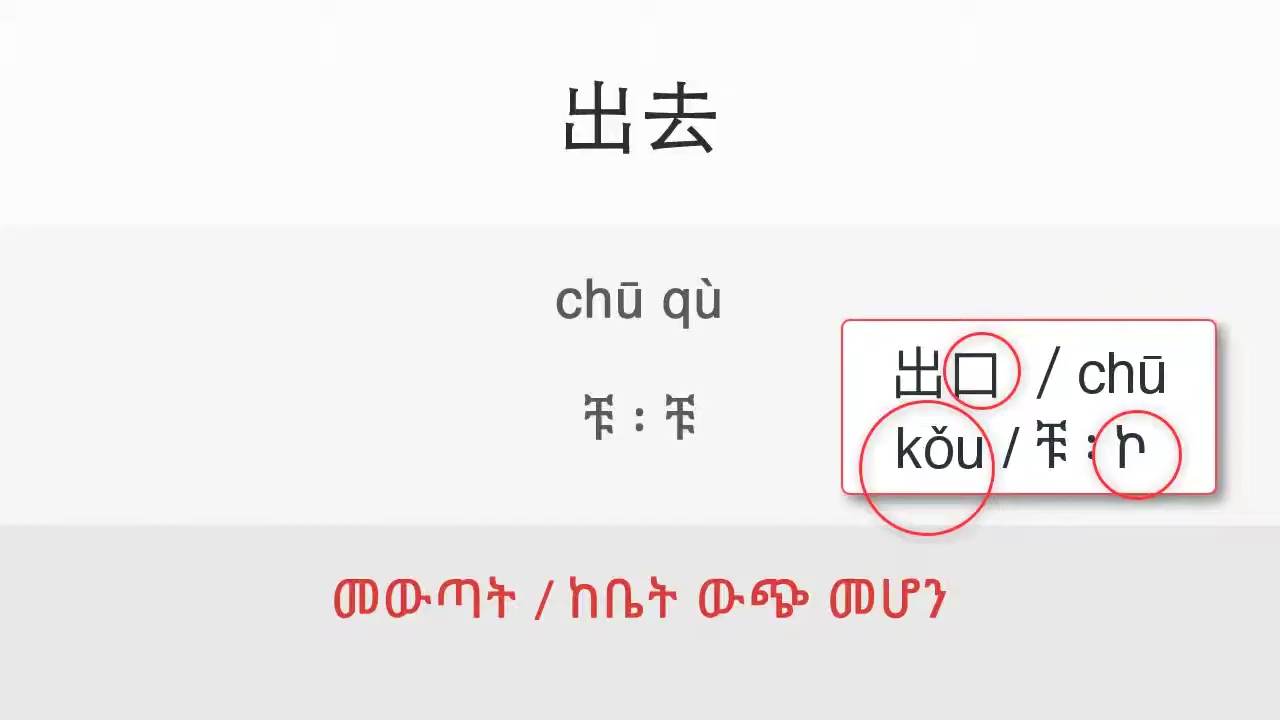 出去
chū qù
ቹ ፡ ቹ
出口 / chū
kǒu / ቹ ፡ ኮ
መውጣት / ከቤት ውጭ መሆን